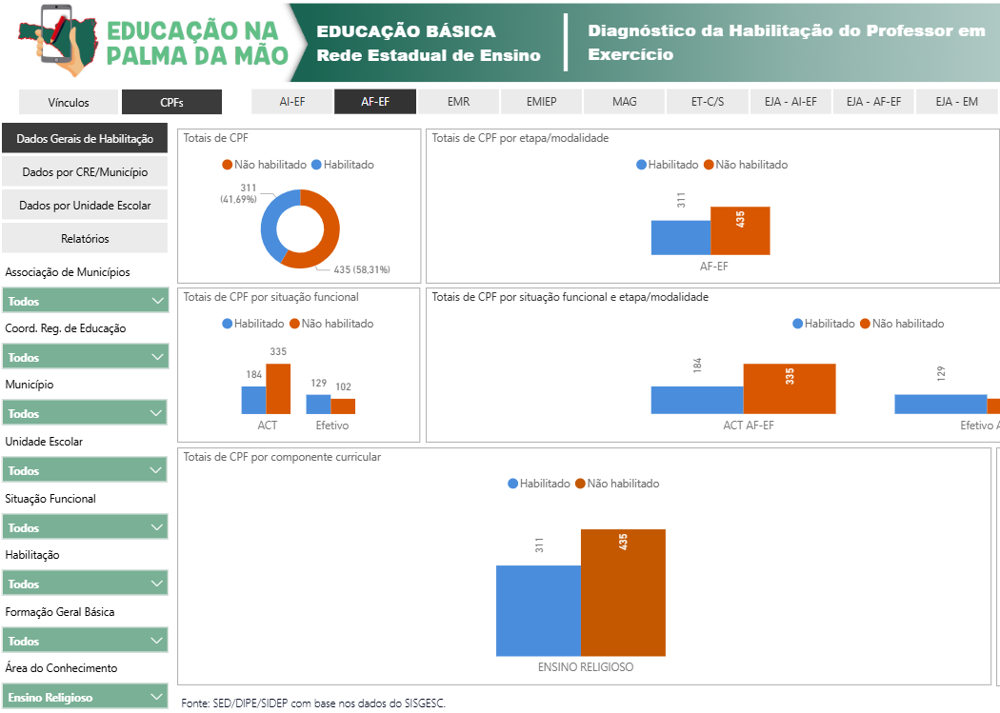 EDUCAÇÃO NA
PALMA DA MÃO
EDUCAÇÃO BÁSICA
Rede Estadual de Ensino
Diagnóstico da Habilitação do Professor em
Exercício
Vínculos
CPFs
AI-EF
AF-EF
EMR
EMIEP
MAG
ET-C/S
EJA - AI-EF
EJA - AF-EF
EJA - EM
Dados Gerais de Habilitação
Dados por CRE/Município
Dados por Unidade Escolar
Relatórios
Associação de Municípios
Todos
Coord. Reg. de Educação
Todos
Município
Todos
Unidade Escolar
Todos
Situação Funcional
Todos
Habilitação
Todos
Formação Geral Básica
Todos
Área do Conhecimento
Ensino Religioso
Totais de CPF
Não habilitado Habilitado
311
(41,69%)
435 (58,31%)
Totais de CPF por etapa/modalidade
Habilitado Não habilitado
311
435
AF-EF
Totais de CPF por situação funcional
Habilitado Não habilitado
184
335
129
102
ACT
Efetivo
Totais de CPF por situação funcional e etapa/modalidade
Habilitado Não habilitado
184
335
129
ACT AF-EF
Efetivo A
Totais de CPF por componente curricular
Habilitado Não habilitado
311
435
ENSINO RELIGIOSO
Fonte: SED/DIPE/SIDEP com base nos dados do SISGESC.